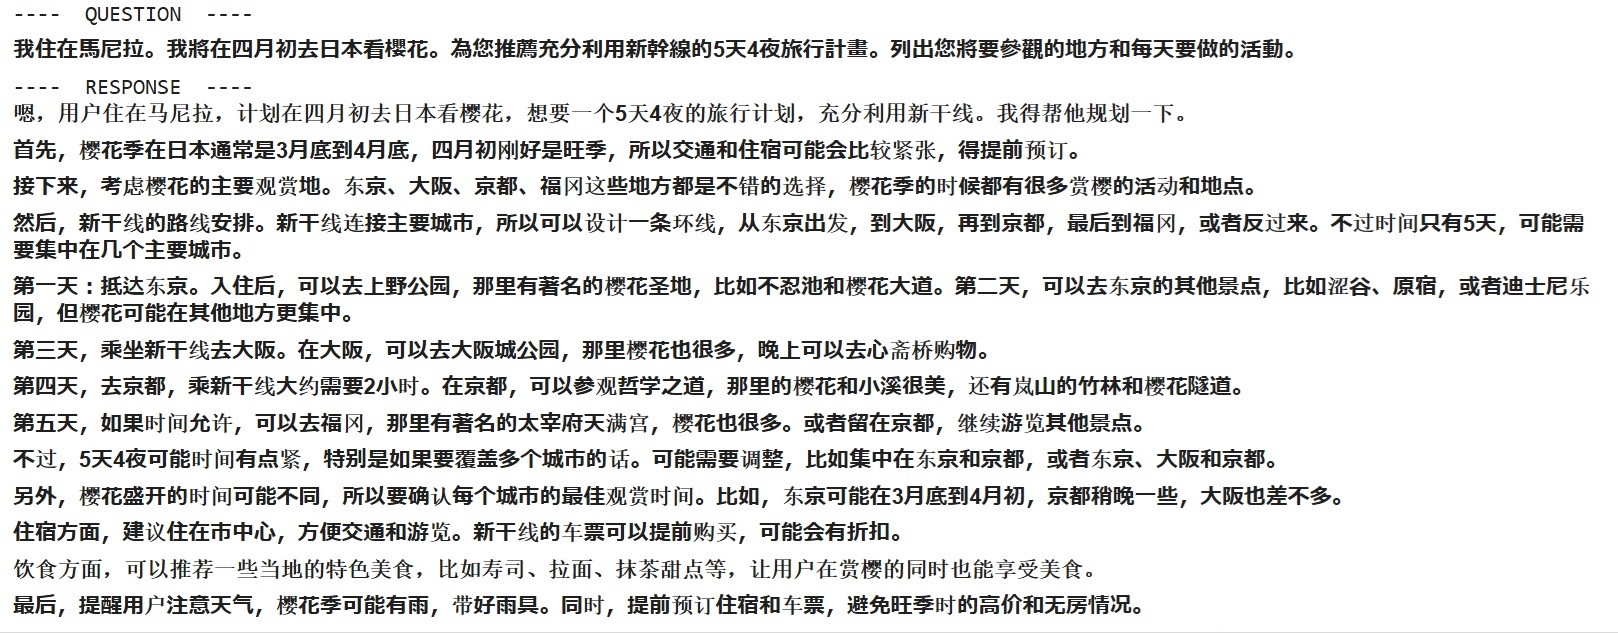 ---- QUESTION ----
我住在馬尼拉。我將在四月初去日本看櫻花。為您推薦充分利用新幹線的5天4夜旅行計畫。列出您將要參觀的地方和每天要做的活動。
---- RESPONSE ----
嗯，用户住在马尼拉，计划在四月初去日本看樱花，想要一个5天4夜的旅行计划，充分利用新干线。我得帮他规划一下。
首先，樱花季在日本通常是3月底到4月底，四月初刚好是旺季，所以交通和住宿可能会比较紧张，得提前预订。
接下来，考虑樱花的主要观赏地。东京、大阪、京都、福冈这些地方都是不错的选择，樱花季的时候都有很多赏樱的活动和地点。
然后，新干线的路线安排。新干线连接主要城市，所以可以设计一条环线，从东京出发，到大阪，再到京都，最后到福冈，或者反过来。不过时间只有5天，可能需
要集中在几个主要城市。
第一天：抵达东京。入住后，可以去上野公园，那里有著名的樱花圣地，比如不忍池和樱花大道。第二天，可以去东京的其他景点，比如涩谷、原宿，或者迪士尼乐
园，但樱花可能在其他地方更集中。
第三天，乘坐新干线去大阪。在大阪，可以去大阪城公园，那里樱花也很多，晚上可以去心斋桥购物。
第四天，去京都，乘新干线大约需要2小时。在京都，可以参观哲学之道，那里的樱花和小溪很美，还有岚山的竹林和樱花隧道。
第五天，如果时间允许，可以去福冈，那里有著名的太宰府天满宫，樱花也很多。或者留在京都，继续游览其他景点。
不过，5天4夜可能时间有点紧，特别是如果要覆盖多个城市的话。可能需要调整，比如集中在东京和京都，或者东京、大阪和京都。
另外，樱花盛开的时间可能不同，所以要确认每个城市的最佳观赏时间。比如，东京可能在3月底到4月初，京都稍晚一些，大阪也差不多。
住宿方面，建议住在市中心，方便交通和游览。新干线的车票可以提前购买，可能会有折扣。
饮食方面，可以推荐一些当地的特色美食，比如寿司、拉面、抹茶甜点等，让用户在赏樱的同时也能享受美食。
最后，提醒用户注意天气，樱花季可能有雨，带好雨具。同时，提前预订住宿和车票，避免旺季时的高价和无房情况。